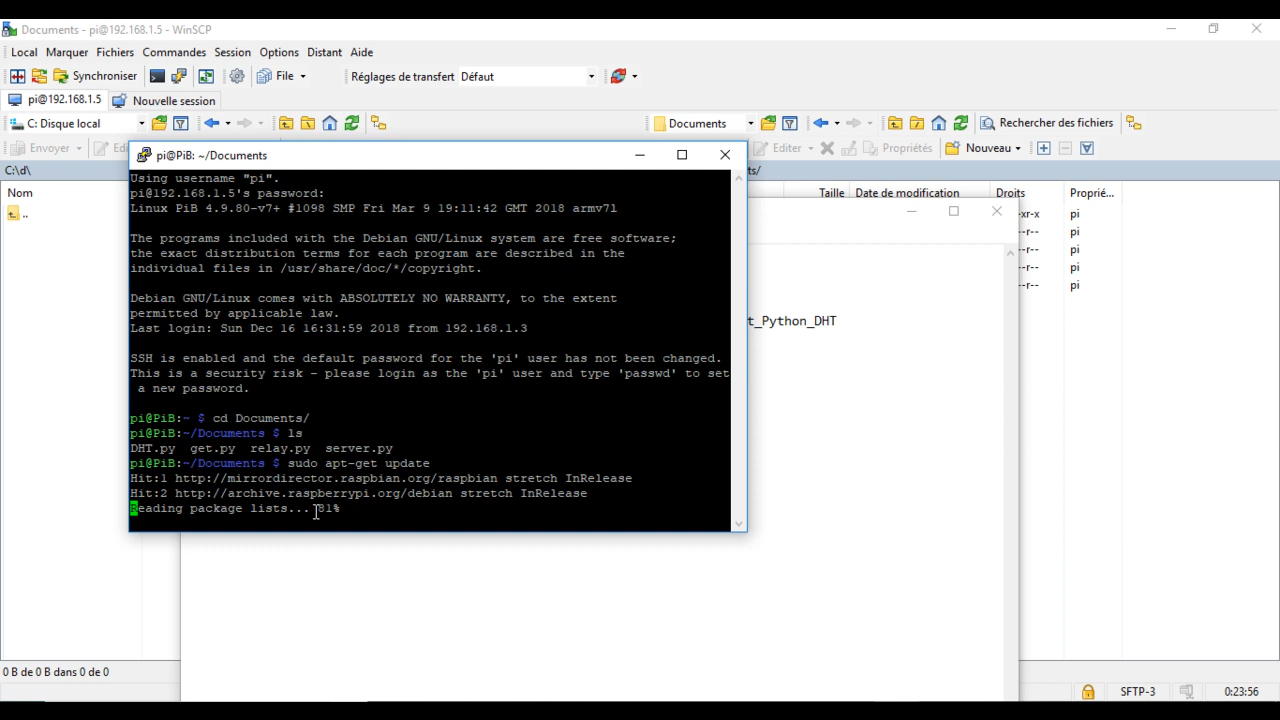 Documents - pi@192.168.1.5 - WinSCP
Local Marquer Fichiers Commandes Session Options Distant Aide
Synchroniser File Réglages de transfert Défaut
pi@192.168.1.5 Nouvelle session
C: Disque local Documents Rechercher des fichiers
Envoyer Editer Propriétés Nouveau
C:\d\
Nom Taille Date de modification Droits Proprié...
..
pi
pi
pi
pi
pi
t_Python_DHT
pi@PiB: ~/Documents
Using username "pi".
pi@192.168.1.5's password:
Linux PiB 4.9.80-v7+ #1098 SMP Fri Mar 9 19:11:42 GMT 2018 armv7l
The programs included with the Debian GNU/Linux system are free software;
the exact distribution terms for each program are described in the
individual files in /usr/share/doc/*/copyright.
Debian GNU/Linux comes with ABSOLUTELY NO WARRANTY, to the extent
permitted by applicable law.
Last login: Sun Dec 16 16:31:59 2018 from 192.168.1.3
SSH is enabled and the default password for the 'pi' user has not been changed.
This is a security risk - please login as the 'pi' user and type 'passwd' to set
a new password.
pi@PiB:~ $ cd Documents/
pi@PiB:~/Documents $ ls
DHT.py get.py relay.py server.py
pi@PiB:~/Documents $ sudo apt-get update
Hit:1 http://mirrordirector.raspbian.org/raspbian stretch InRelease
Hit:2 http://archive.raspberrypi.org/debian stretch InRelease
Reading package lists... 81%
0 B de 0 B dans 0 de 0
SFTP-3 0:23:56